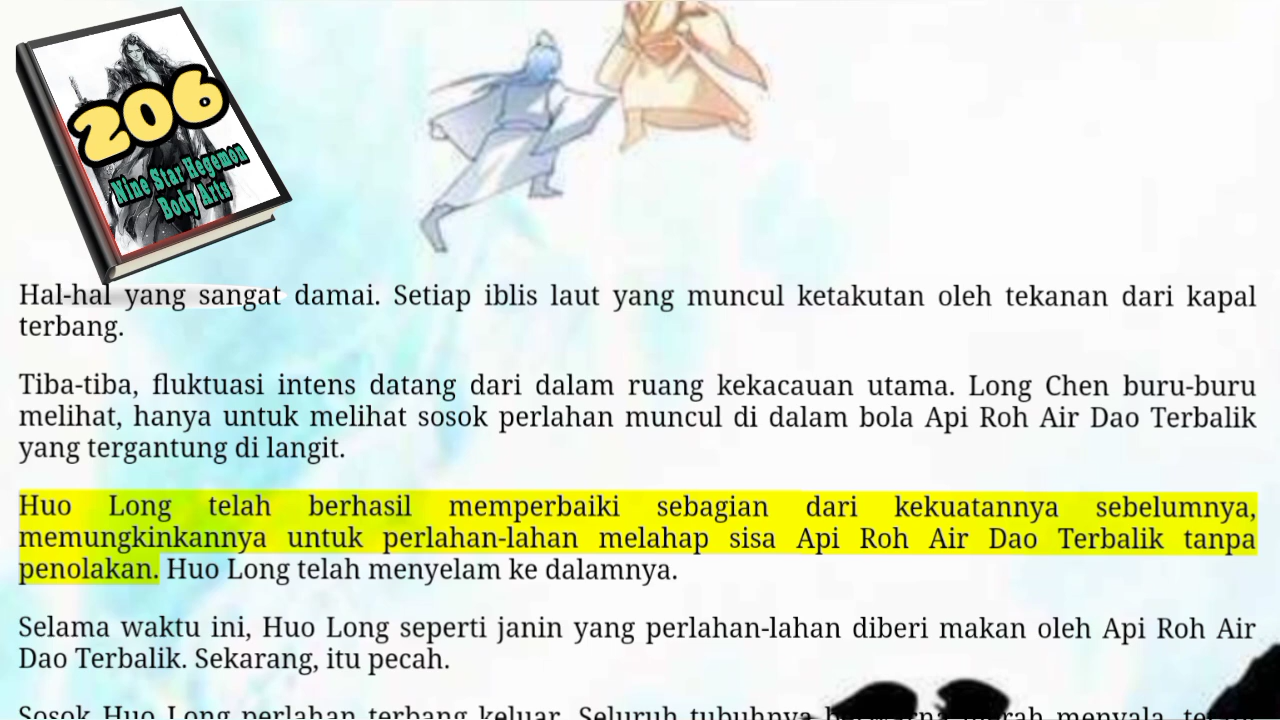 206
Nine Star Hegemon
Body Arts
Hal-hal yang sangat damai. Setiap iblis laut yang muncul ketakutan oleh tekanan dari kapal
terbang.
Tiba-tiba, fluktuasi intens datang dari dalam ruang kekacauan utama. Long Chen buru-buru
melihat, hanya untuk melihat sosok perlahan muncul di dalam bola Api Roh Air Dao Terbalik
yang tergantung di langit.
Huo Long telah berhasil memperbaiki sebagian dari kekuatannya sebelumnya,
memungkinkannya untuk perlahan-lahan melahap sisa Api Roh Air Dao Terbalik tanpa
penolakan. Huo Long telah menyelam ke dalamnya.
Selama waktu ini, Huo Long seperti janin yang perlahan-lahan diberi makan oleh Api Roh Air
Dao Terbalik. Sekarang, itu pecah.
Sosok Huo Long perlahan terbang keluar. Seluruh tubuhnya menyala,